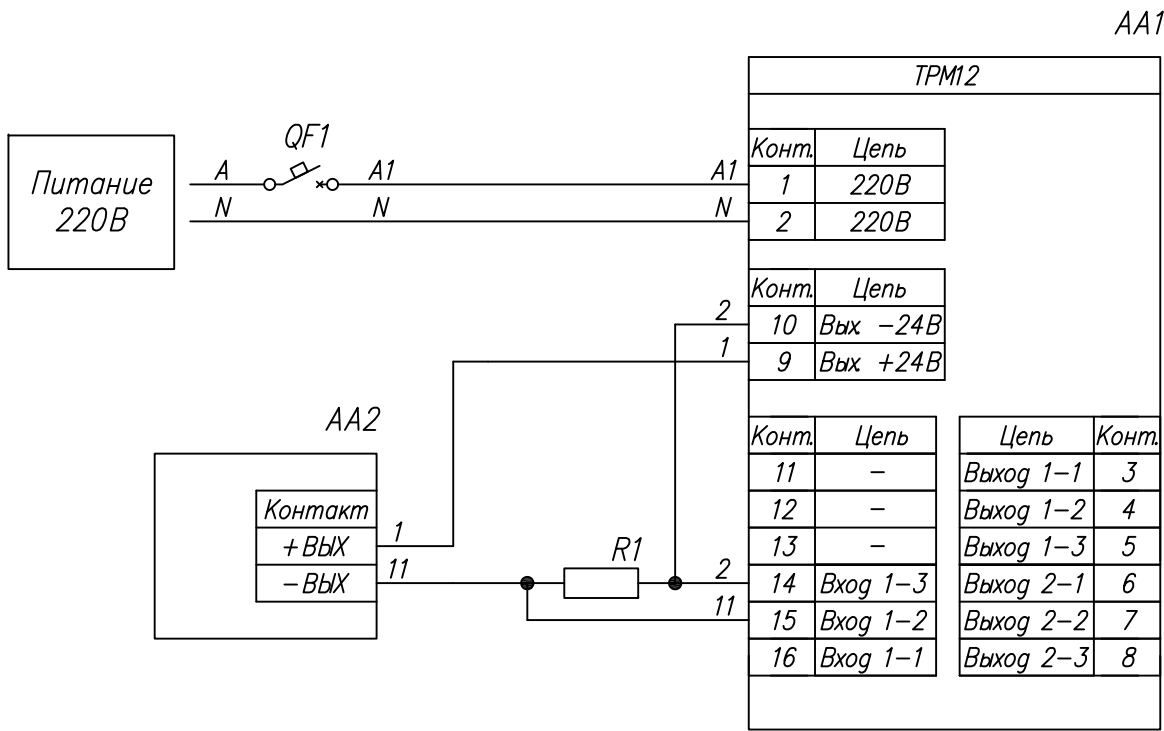 AA1
ТРМ12
QF1
Питание
220В
A
A1
A1
N
N
N
Конт. Цепь
1 220В
2 220В
Конт. Цепь
10 Вых. -24В
9 Вых. +24В
2
1
AA2
Контакт
+ВЫХ
-ВЫХ
1
11
R1
2
11
Конт. Цепь
11 -
12 -
13 -
14 Вход 1-3
15 Вход 1-2
16 Вход 1-1
Цепь Конт.
Выход 1-1 3
Выход 1-2 4
Выход 1-3 5
Выход 2-1 6
Выход 2-2 7
Выход 2-3 8